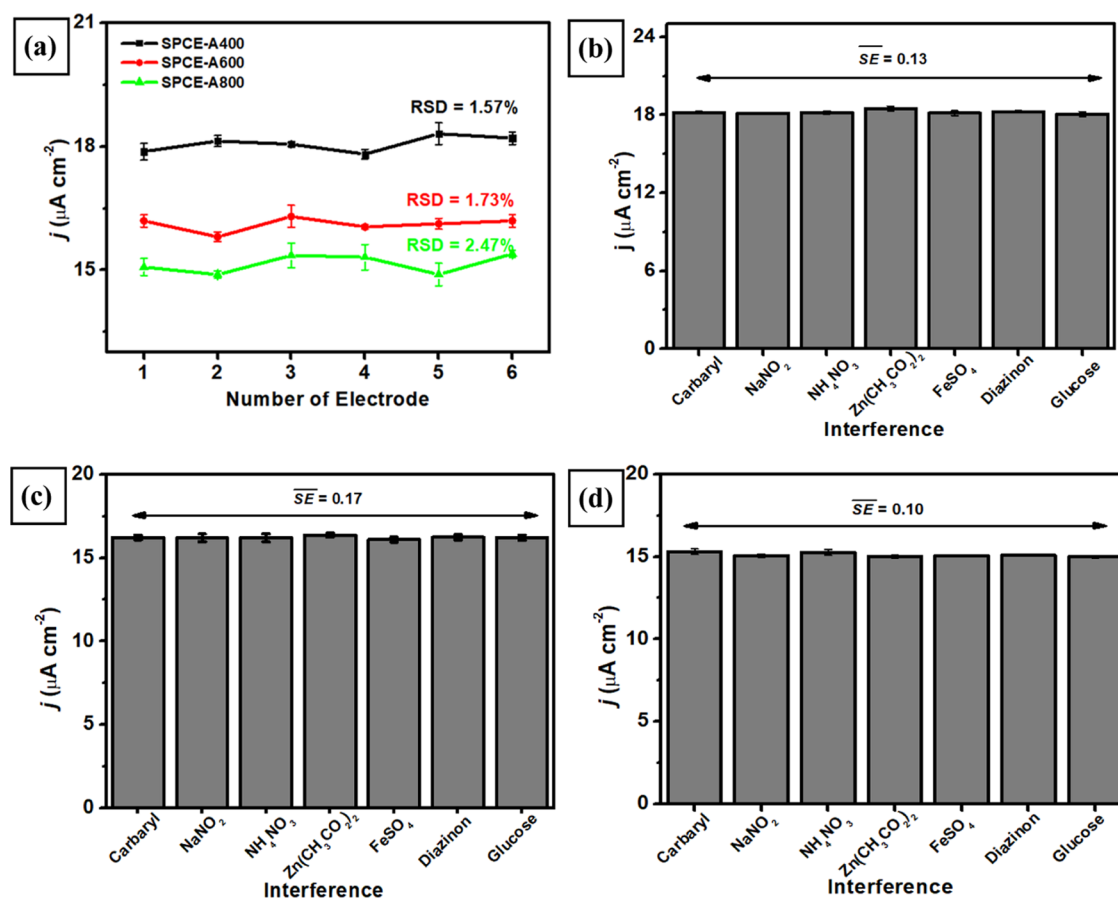 (a)
21
18
15
j (μA cm⁻²)
SPCE-A400
SPCE-A600
SPCE-A800
RSD = 1.57%
RSD = 1.73%
RSD = 2.47%
1 2 3 4 5 6
Number of Electrode
(b)
24
18
12
6
0
j (μA cm⁻²)
SE = 0.13
Carbaryl NaNO₂ NH₄NO₃ Zn(CH₃CO₂)₂ FeSO₄ Diazinon Glucose
Interference
(c)
20
15
10
5
0
j (μA cm⁻²)
SE = 0.17
Carbaryl NaNO₂ NH₄NO₃ Zn(CH₃CO₂)₂ FeSO₄ Diazinon Glucose
Interference
(d)
20
15
10
5
0
j (μA cm⁻²)
SE = 0.10
Carbaryl NaNO₂ NH₄NO₃ Zn(CH₃CO₂)₂ FeSO₄ Diazinon Glucose
Interference